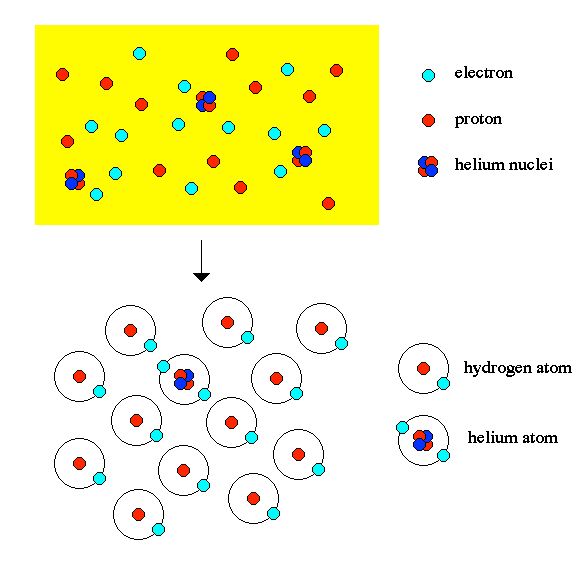 electron
proton
helium nuclei
hydrogen atom
helium atom